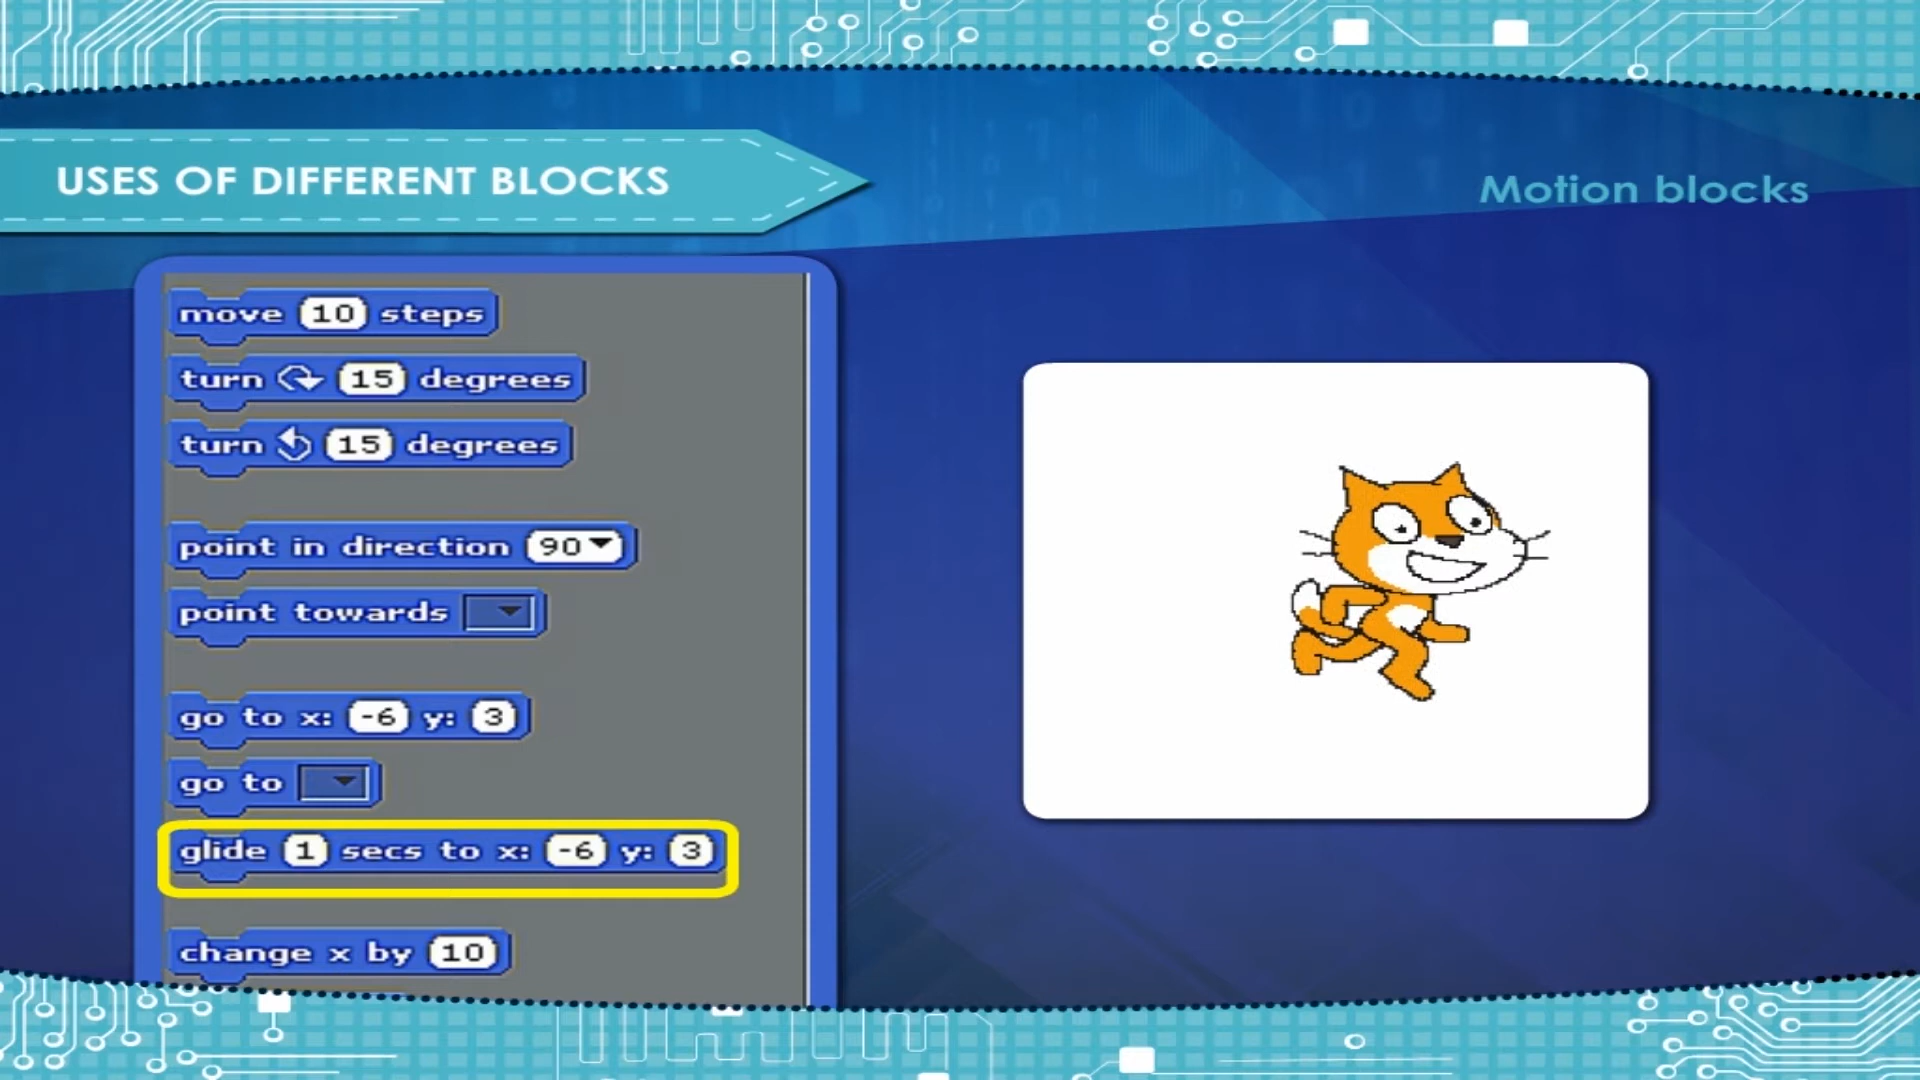 USES OF DIFFERENT BLOCKS
Motion blocks
move 10 steps
turn 15 degrees
turn 15 degrees
point in direction 90
point towards
go to x: -6 y: 3
go to
glide 1 secs to x: -6 y: 3
change x by 10